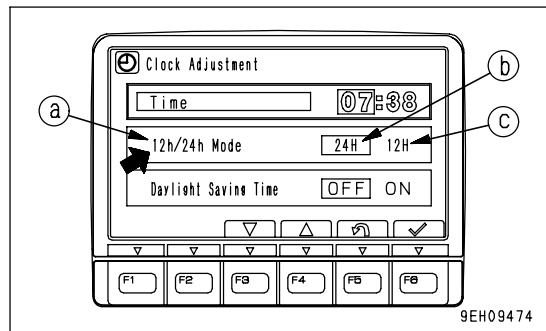 Clock Adjustment
Time 07:38
a
b
c
12h/24h Mode 24H 12H
Daylight Saving Time OFF ON
F1 F2 F3 F4 F5 F6
9EH09474